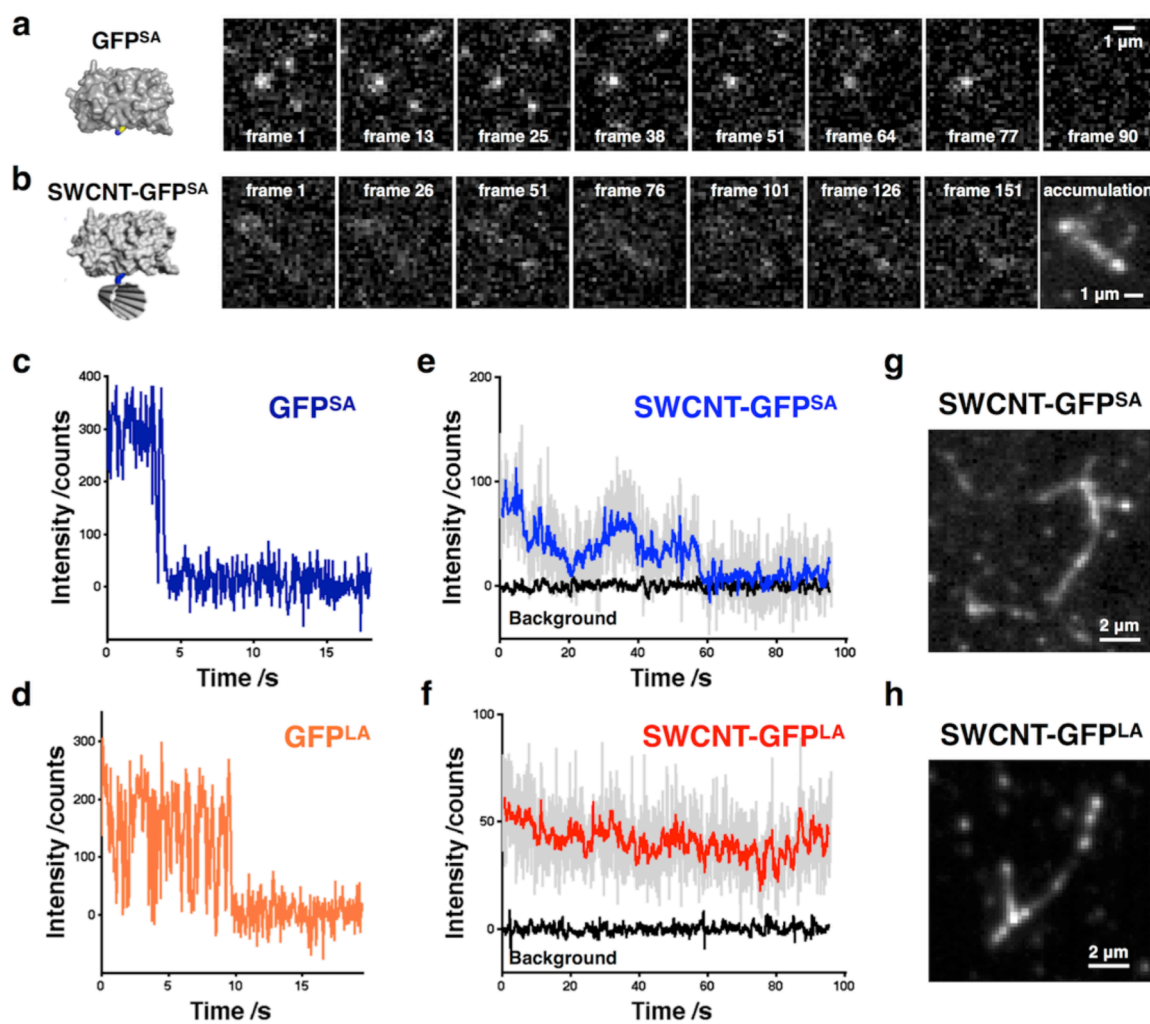 a
GFPSA
1 µm
frame 1 frame 13 frame 25 frame 38 frame 51 frame 64 frame 77 frame 90
b
SWCNT-GFPSA
frame 1 frame 26 frame 51 frame 76 frame 101 frame 126 frame 151 accumulation
1 µm
c
GFPSA
400
300
200
100
0
Intensity /counts
5 10 15
Time /s
e
SWCNT-GFPSA
200
100
0
-50
Intensity /counts
Background
0 20 40 60 80 100
Time /s
g
SWCNT-GFPSA
2 µm
d
GFPLA
300
200
100
0
-100
Intensity /counts
0 5 10 15
Time /s
f
SWCNT-GFPLA
100
50
0
-20
Intensity /counts
Background
0 20 40 60 80 100
Time /s
h
SWCNT-GFPLA
2 µm